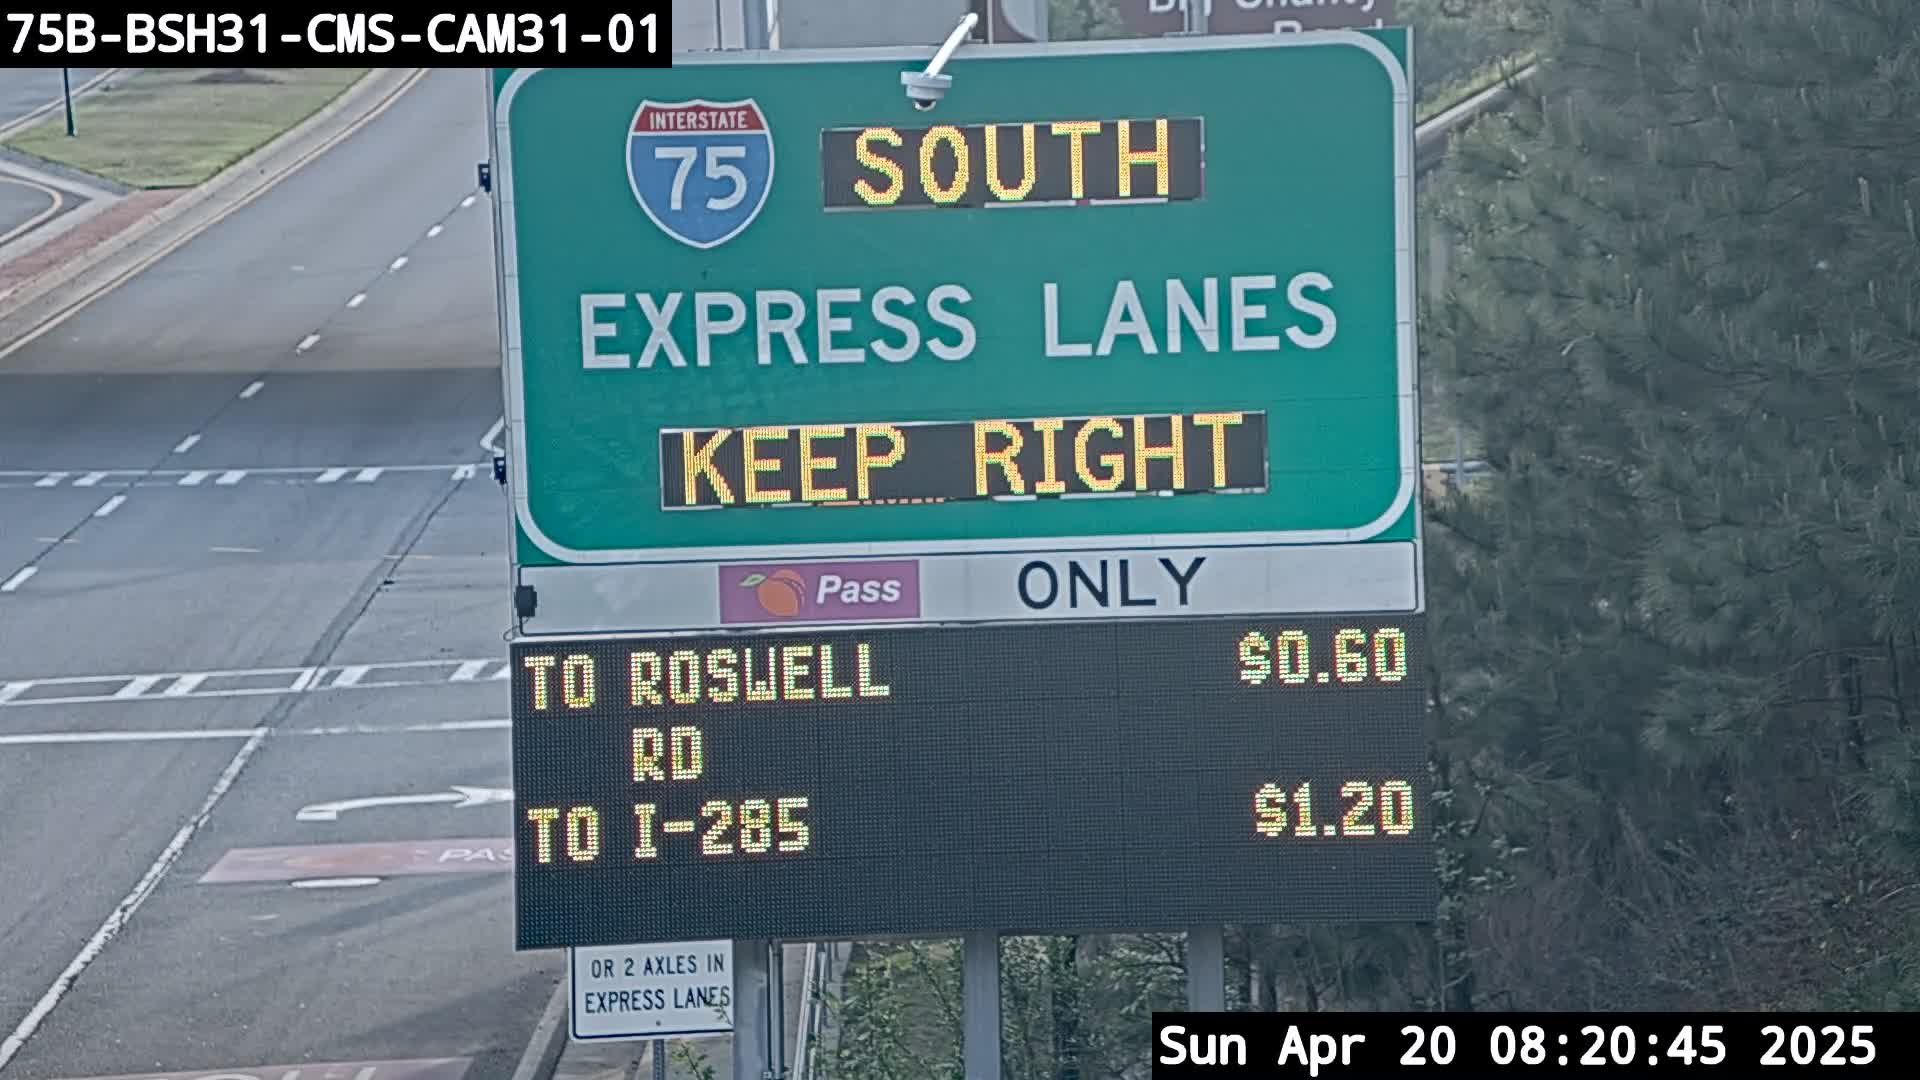 75B-BSH31-CMS-CAM31-01
INTERSTATE
75
SOUTH
EXPRESS LANES
KEEP RIGHT
Pass ONLY
TO ROSWELL $0.60
RD
TO I-285 $1.20
OR 2 AXLES IN
EXPRESS LANES
Sun Apr 20 08:20:45 2025